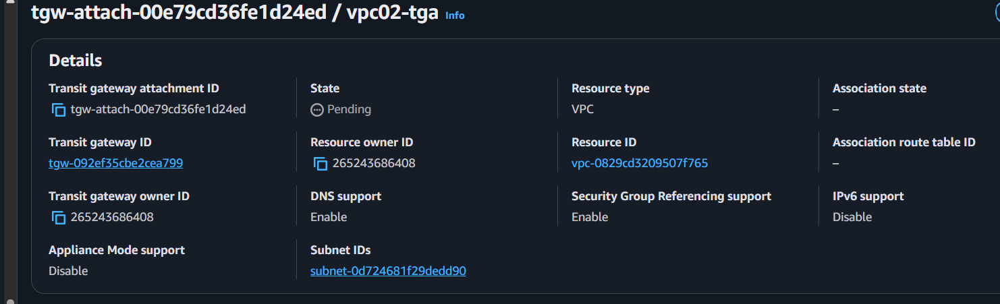 tgw-attach-00e79cd36fe1d24ed / vpc02-tga Info
Details
Transit gateway attachment ID
tgw-attach-00e79cd36fe1d24ed
State
Pending
Resource type
VPC
Association state
–
Transit gateway ID
tgw-092ef35cbe2cea799
Resource owner ID
265243686408
Resource ID
vpc-0829cd3209507f765
Association route table ID
–
Transit gateway owner ID
265243686408
DNS support
Enable
Security Group Referencing support
Enable
IPv6 support
Disable
Appliance Mode support
Disable
Subnet IDs
subnet-0d724681f29dedd90